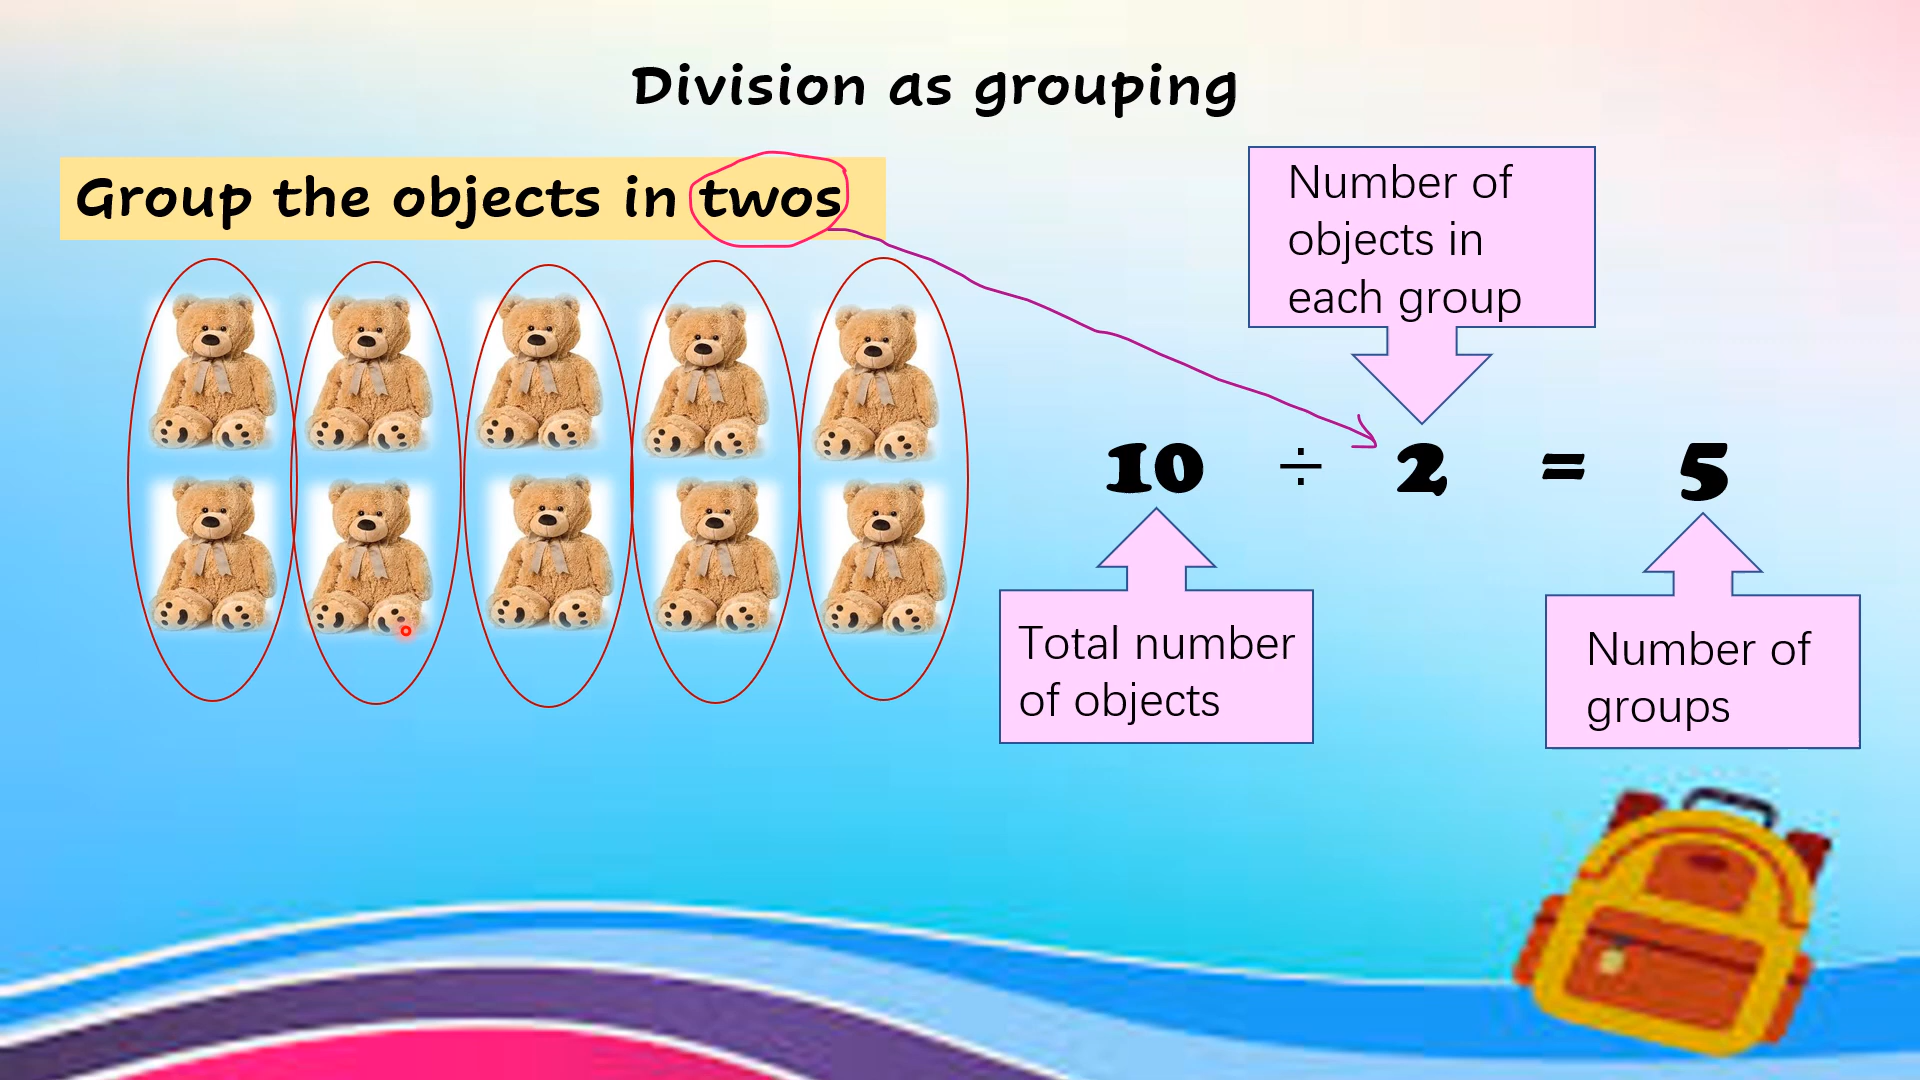 Division as grouping
Group the objects in twos
Number of
objects in
each group
10 ÷ 2 = 5
Total number
of objects
Number of
groups